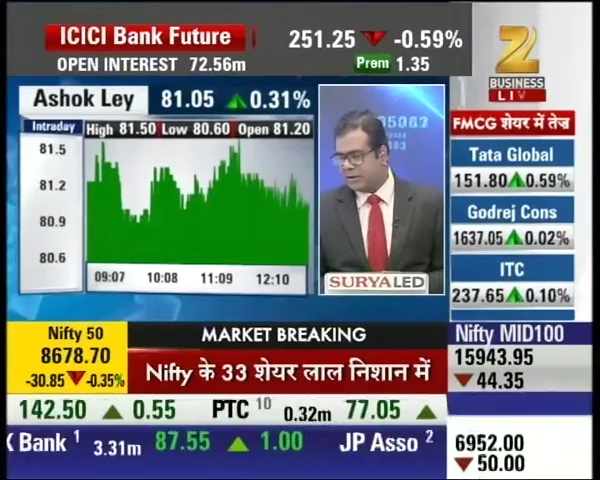 ICICI Bank Future 251.25 -0.59%
OPEN INTEREST 72.56m Prem 1.35
Z
BUSINESS
LIVE
Ashok Ley 81.05 0.31%
Intraday High 81.50 Low 80.60 Open 81.20
81.5
81.2
80.9
80.6
09:07 10:08 11:09 12:10
SURYA LED
FMCG शेयर में तेज
Tata Global
151.80 0.59%
Godrej Cons
1637.05 0.02%
ITC
237.65 0.10%
Nifty 50
8678.70
-30.85 -0.35%
MARKET BREAKING
Nifty के 33 शेयर लाल निशान में
Nifty MID100
15943.95
44.35
142.50 0.55 PTC 10 0.32m 77.05
K Bank 1 3.31m 87.55 1.00 JP Asso 2
6952.00
50.00